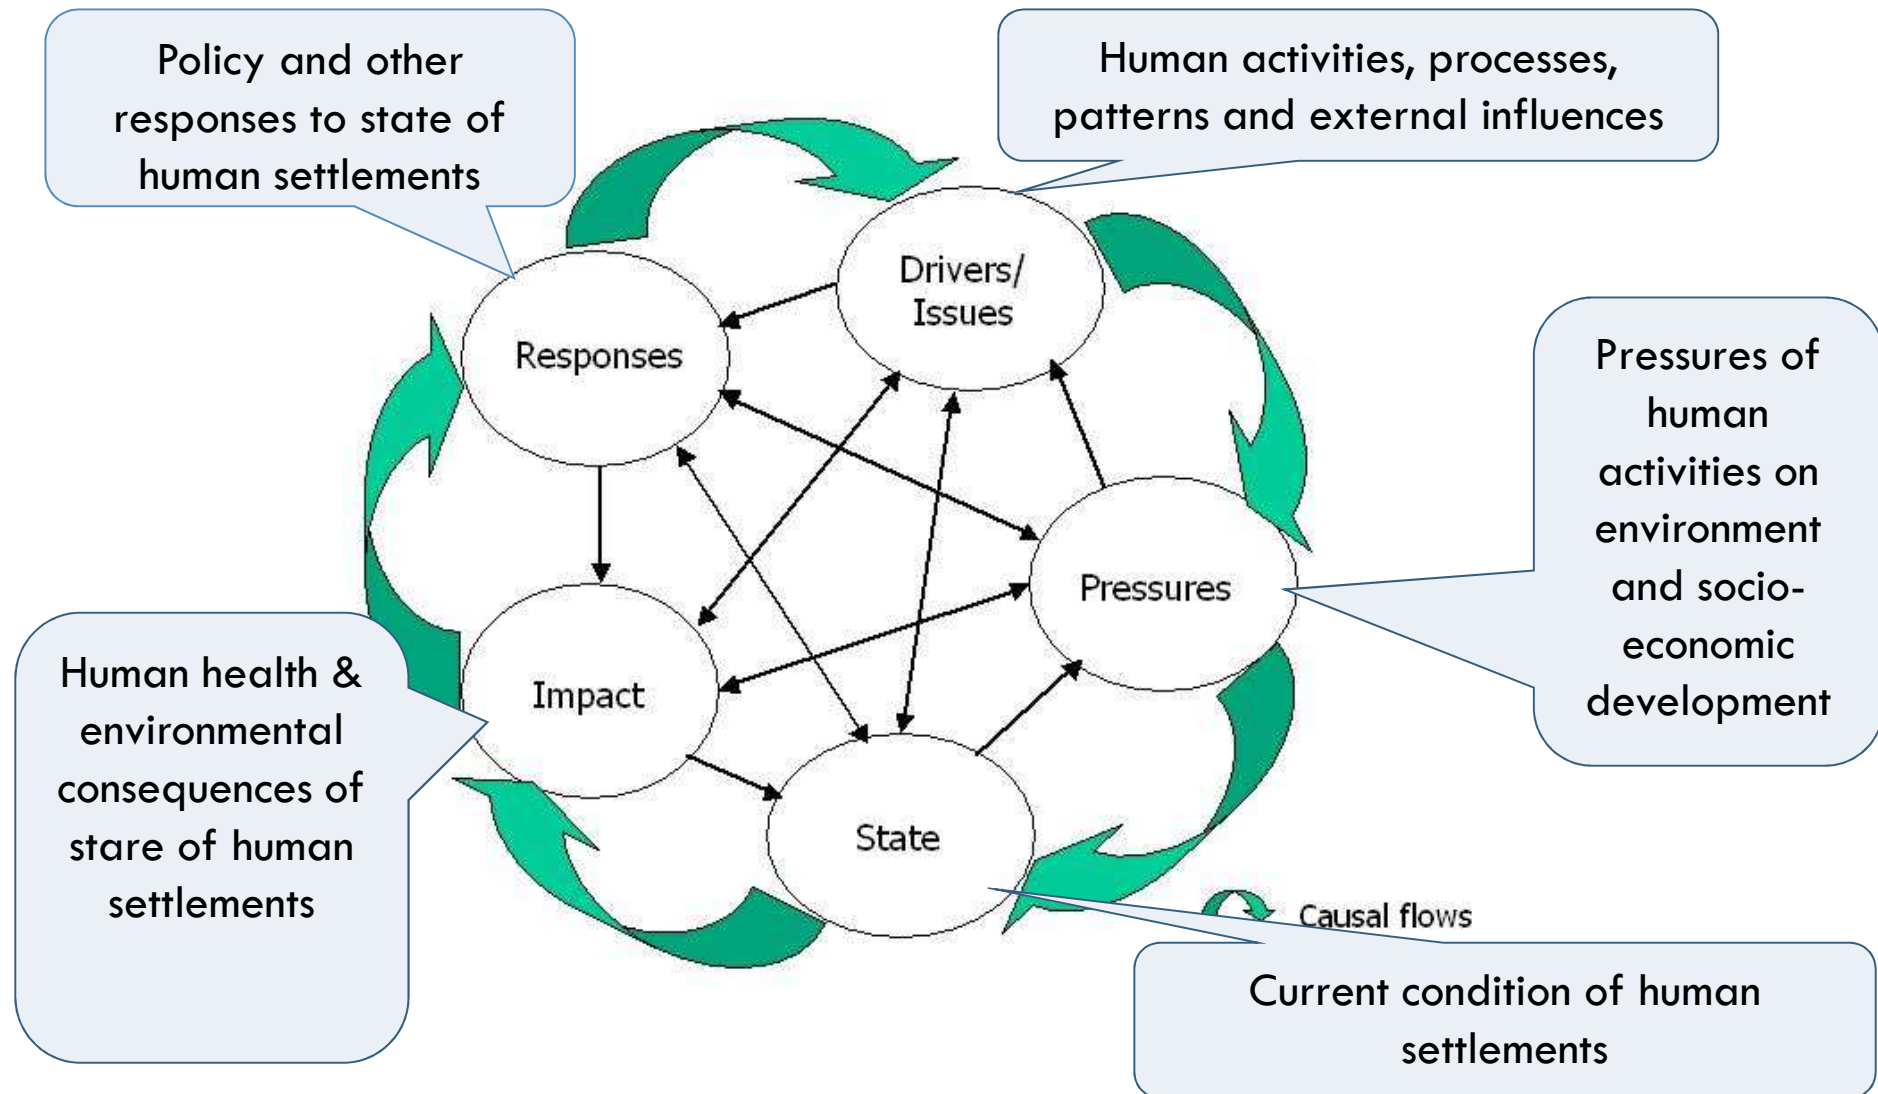 Policy and other
responses to state of
human settlements
Human activities, processes,
patterns and external influences
Drivers/
Issues
Responses
Pressures of
human
activities on
environment
and socio-
economic
development
Pressures
Human health &
environmental
consequences of
stare of human
settlements
Impact
State
Causal flows
Current condition of human
settlements